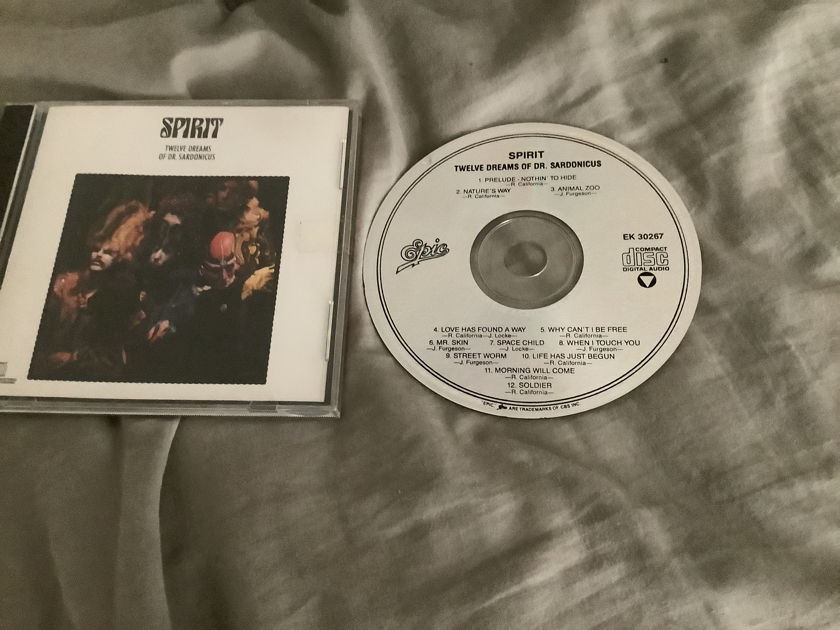 SPIRIT
TWELVE DREAMS
OF DR. SARDONICUS
SPIRIT
TWELVE DREAMS OF DR. SARDONICUS
1. PRELUDE - NOTHIN' TO HIDE
—R. California—
2. NATURE'S WAY 3. ANIMAL ZOO
—R. California— —J. Furgeson—
Epic
EK 30267
COMPACT
disc
DIGITAL AUDIO
4. LOVE HAS FOUND A WAY 5. WHY CAN'T I BE FREE
—R. California—J. Locke— —R. California—
6. MR. SKIN 7. SPACE CHILD 8. WHEN I TOUCH YOU
—J. Furgeson— —J. Locke— —J. Furgeson—
9. STREET WORM 10. LIFE HAS JUST BEGUN
—J. Furgeson— —R. California—
11. MORNING WILL COME
—R. California—
12. SOLDIER
—R. California—
"EPIC," ARE TRADEMARKS OF CBS INC.